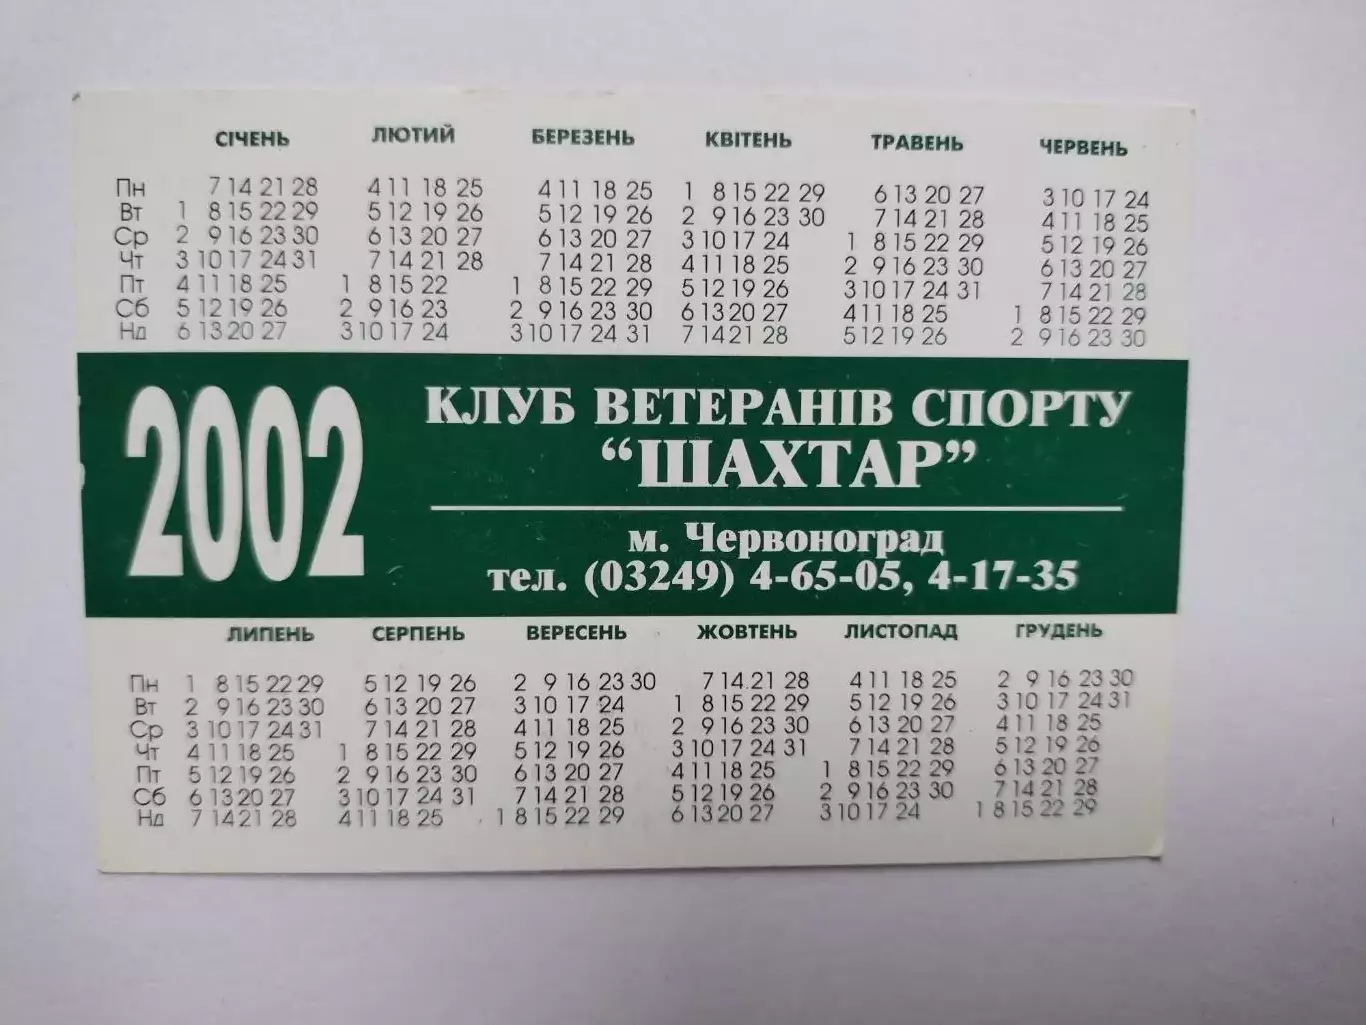 СІЧЕНЬ ЛЮТИЙ БЕРЕЗЕНЬ КВІТЕНЬ ТРАВЕНЬ ЧЕРВЕНЬ
Пн 7 14 21 28 4 11 18 25 4 11 18 25 1 8 15 22 29 6 13 20 27 3 10 17 24
Вт 1 8 15 22 29 5 12 19 26 5 12 19 26 2 9 16 23 30 7 14 21 28 4 11 18 25
Ср 2 9 16 23 30 6 13 20 27 6 13 20 27 3 10 17 24 1 8 15 22 29 5 12 19 26
Чт 3 10 17 24 31 7 14 21 28 7 14 21 28 4 11 18 25 2 9 16 23 30 6 13 20 27
Пт 4 11 18 25 1 8 15 22 1 8 15 22 29 5 12 19 26 3 10 17 24 31 7 14 21 28
Сб 5 12 19 26 2 9 16 23 2 9 16 23 30 6 13 20 27 4 11 18 25 1 8 15 22 29
Нд 6 13 20 27 3 10 17 24 3 10 17 24 31 7 14 21 28 5 12 19 26 2 9 16 23 30
2002
КЛУБ ВЕТЕРАНІВ СПОРТУ
“ШАХТАР”
м. Червоноград
тел. (03249) 4-65-05, 4-17-35
ЛИПЕНЬ СЕРПЕНЬ ВЕРЕСЕНЬ ЖОВТЕНЬ ЛИСТОПАД ГРУДЕНЬ
Пн 1 8 15 22 29 5 12 19 26 2 9 16 23 30 7 14 21 28 4 11 18 25 2 9 16 23 30
Вт 2 9 16 23 30 6 13 20 27 3 10 17 24 1 8 15 22 29 5 12 19 26 3 10 17 24 31
Ср 3 10 17 24 31 7 14 21 28 4 11 18 25 2 9 16 23 30 6 13 20 27 4 11 18 25
Чт 4 11 18 25 1 8 15 22 29 5 12 19 26 3 10 17 24 31 7 14 21 28 5 12 19 26
Пт 5 12 19 26 2 9 16 23 30 6 13 20 27 4 11 18 25 1 8 15 22 29 6 13 20 27
Сб 6 13 20 27 3 10 17 24 31 7 14 21 28 5 12 19 26 2 9 16 23 30 7 14 21 28
Нд 7 14 21 28 4 11 18 25 1 8 15 22 29 6 13 20 27 3 10 17 24 1 8 15 22 29